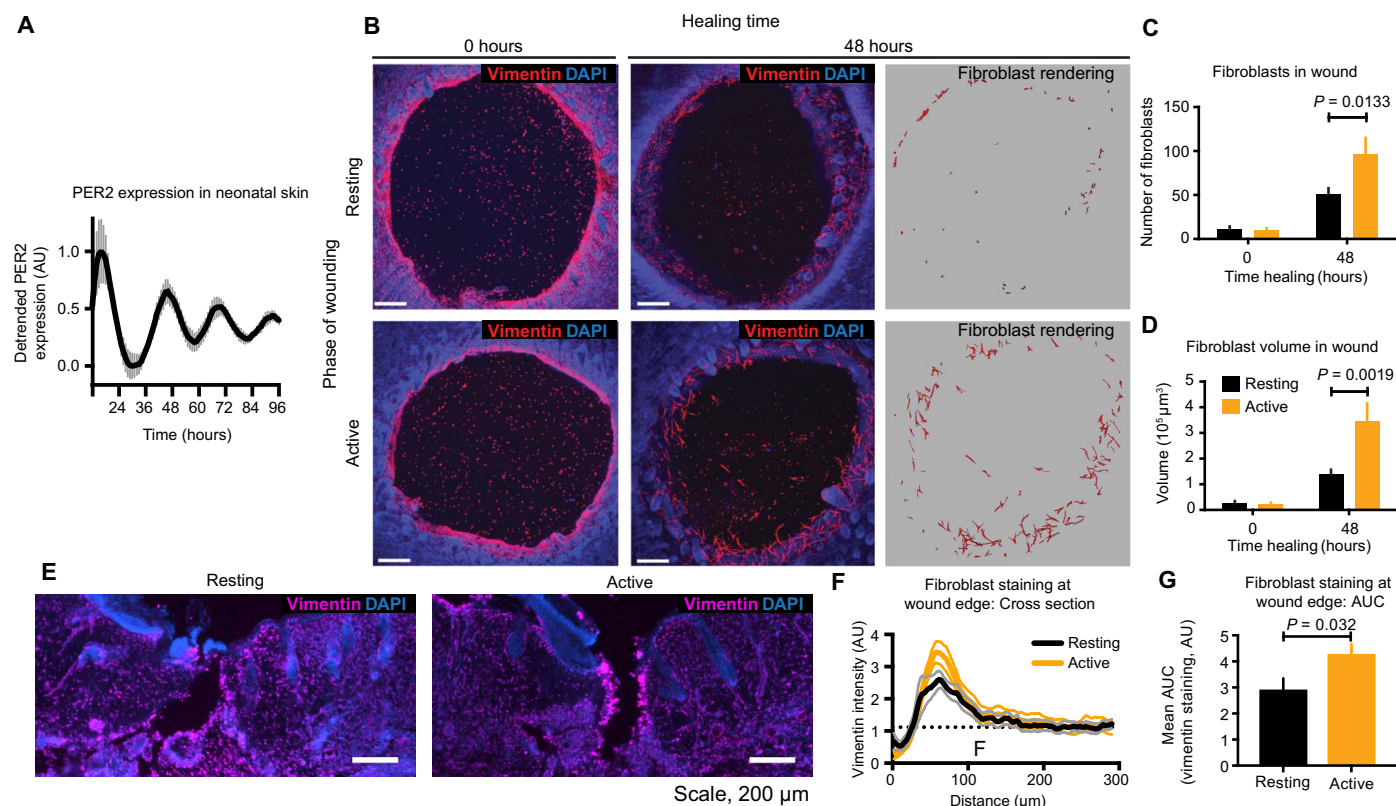 A
PER2 expression in neonatal skin
Detrended PER2
expression (AU)
1.0
0.5
0.0
24 36 48 60 72 84 96
Time (hours)
B
Healing time
0 hours
48 hours
Phase of wounding
Resting
Vimentin DAPI
Vimentin DAPI
Fibroblast rendering
Active
Vimentin DAPI
Vimentin DAPI
Fibroblast rendering
C
Fibroblasts in wound
P = 0.0133
Number of fibroblasts
150
100
50
0
0 48
Time healing (hours)
D
Fibroblast volume in wound
P = 0.0019
Resting
Active
Volume (10⁵ µm³)
5
4
3
2
1
0
0 48
Time healing (hours)
E
Resting
Vimentin DAPI
Active
Vimentin DAPI
Scale, 200 µm
F
Fibroblast staining at
wound edge: Cross section
Vimentin intensity (AU)
4
3
2
1
0
Resting
Active
F
0 100 200 300
Distance (µm)
G
Fibroblast staining at
wound edge: AUC
P = 0.032
Mean AUC
(vimentin staining, AU)
5
4
3
2
1
0
Resting Active